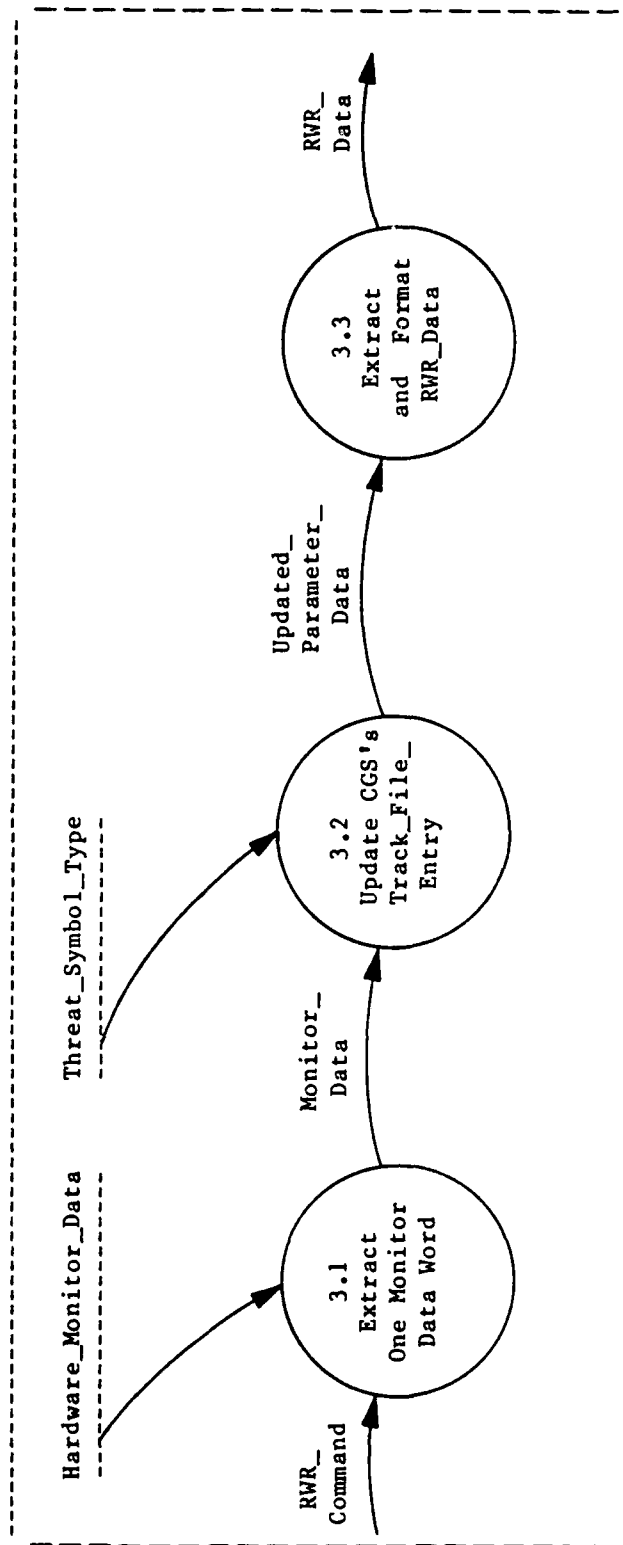 Hardware_Monitor_Data
Threat_Symbol_Type
RWR_
Command
3.1
Extract
One Monitor
Data Word
Monitor_
Data
3.2
Update CGS's
Track_File_
Entry
Updated_
Parameter_
Data
3.3
Extract
and Format
RWR_Data
RWR_
Data